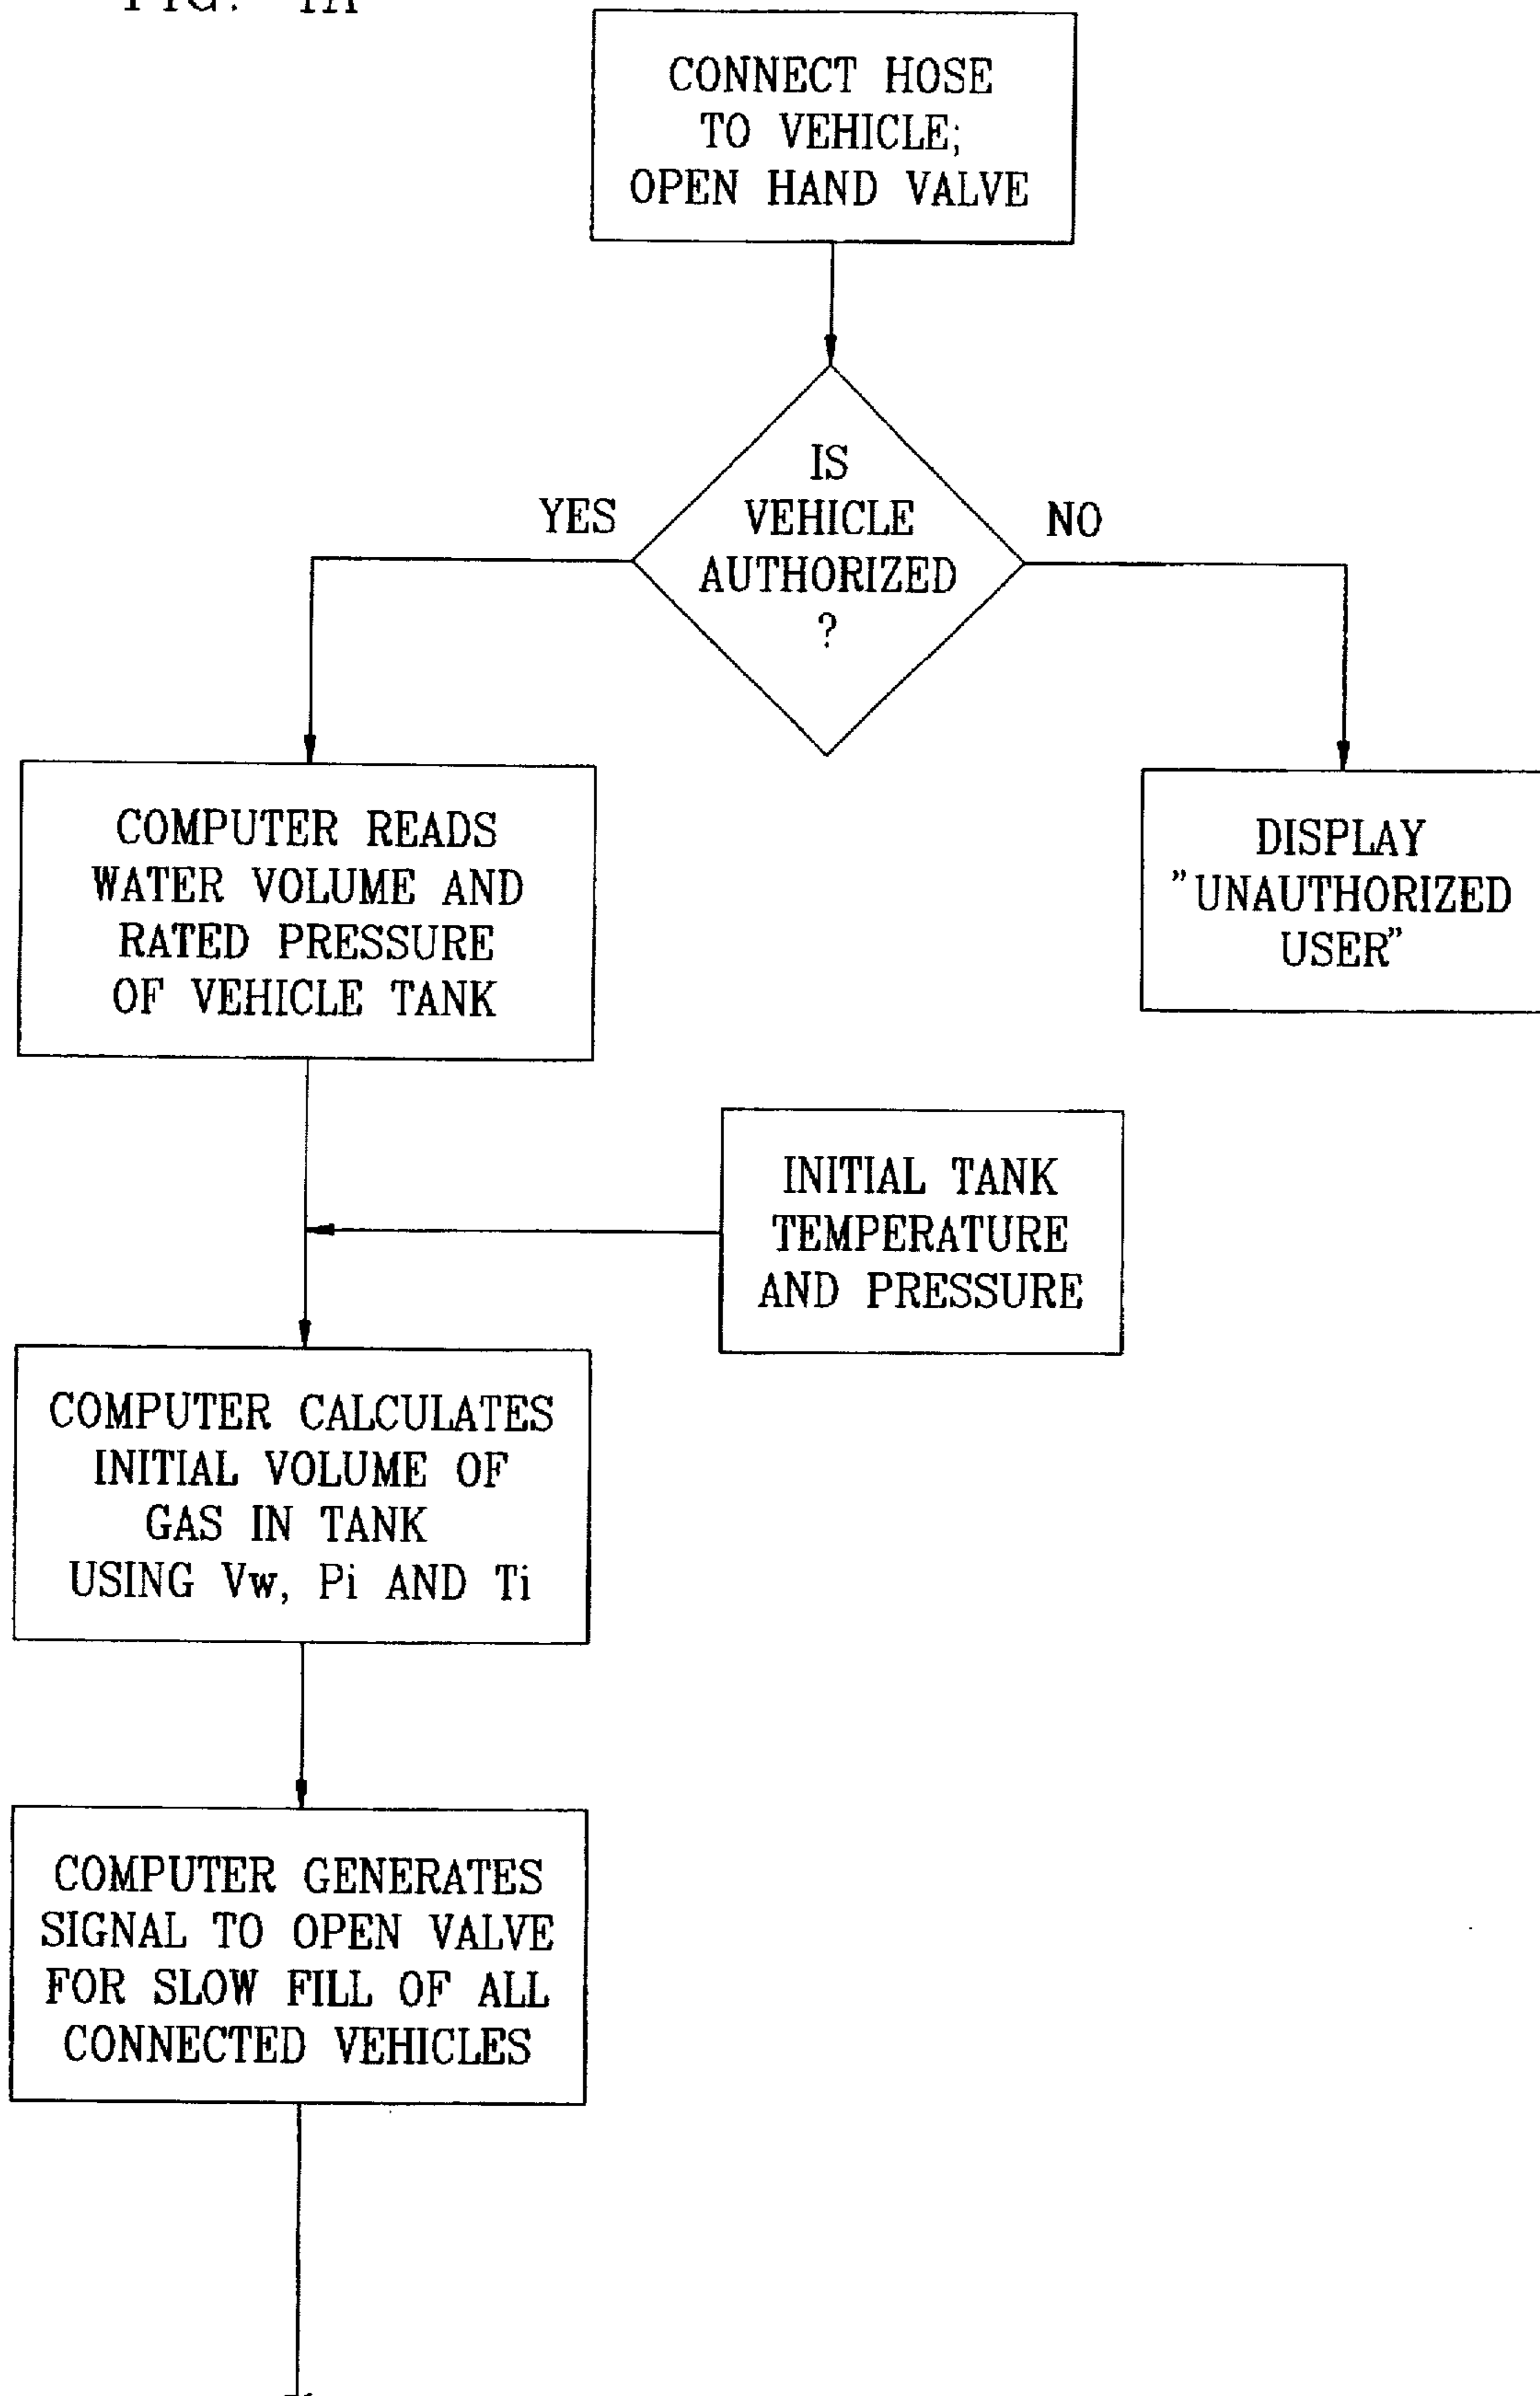 CONNECT HOSE
TO VEHICLE;
OPEN HAND VALVE
IS
VEHICLE
AUTHORIZED
?
YES
NO
COMPUTER READS
WATER VOLUME AND
RATED PRESSURE
OF VEHICLE TANK
DISPLAY
"UNAUTHORIZED
USER"
INITIAL TANK
TEMPERATURE
AND PRESSURE
COMPUTER CALCULATES
INITIAL VOLUME OF
GAS IN TANK
USING Vw, Pi AND Ti
COMPUTER GENERATES
SIGNAL TO OPEN VALVE
FOR SLOW FILL OF ALL
CONNECTED VEHICLES